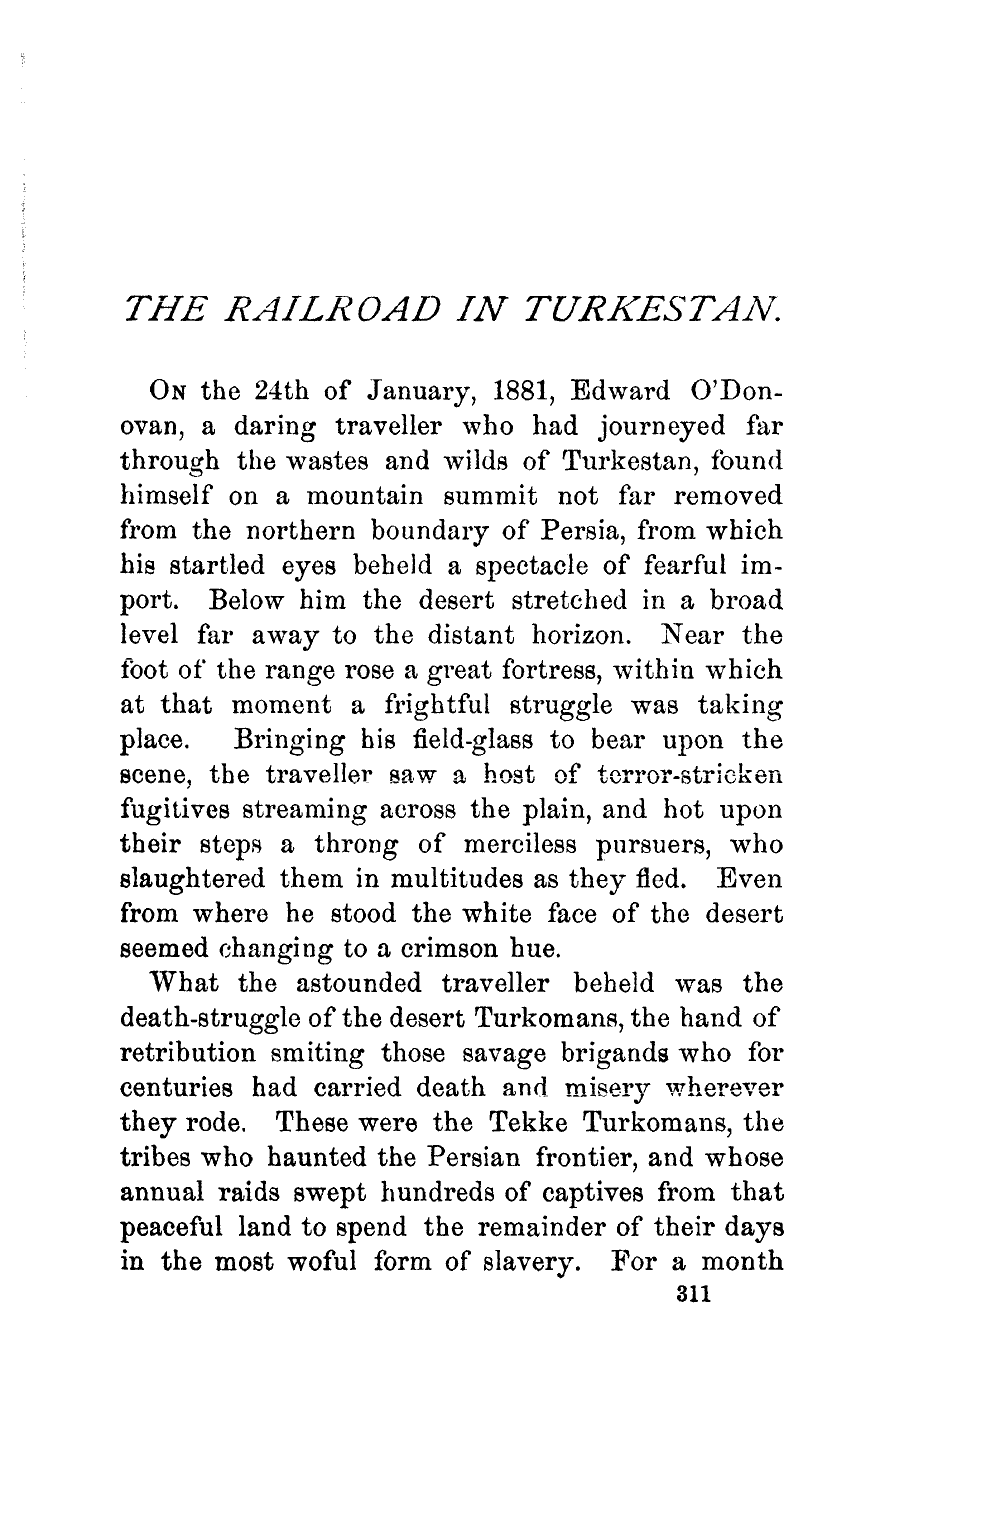 THE RAILROAD IN TURKESTAN.
ON the 24th of January, 1881, Edward O'Don-
ovan, a daring traveller who had journeyed far
through the wastes and wilds of Turkestan, found
himself on a mountain summit not far removed
from the northern boundary of Persia, from which
his startled eyes beheld a spectacle of fearful im-
port. Below him the desert stretched in a broad
level far away to the distant horizon. Near the
foot of the range rose a great fortress, within which
at that moment a frightful struggle was taking
place. Bringing his field-glass to bear upon the
scene, the traveller saw a host of terror-stricken
fugitives streaming across the plain, and hot upon
their steps a throng of merciless pursuers, who
slaughtered them in multitudes as they fled. Even
from where he stood the white face of the desert
seemed changing to a crimson hue.
What the astounded traveller beheld was the
death-struggle of the desert Turkomans, the hand of
retribution smiting those savage brigands who for
centuries had carried death and misery wherever
they rode. These were the Tekke Turkomans, the
tribes who haunted the Persian frontier, and whose
annual raids swept hundreds of captives from that
peaceful land to spend the remainder of their days
in the most woful form of slavery. For a month
311